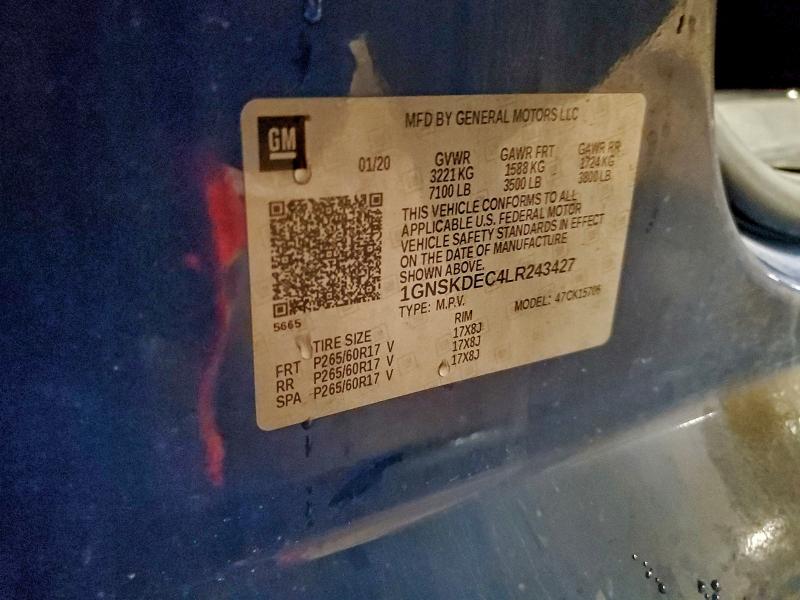 GM
MFD BY GENERAL MOTORS LLC
01/20
GVWR GAWR FRT GAWR RR
3221 KG 1588 KG 1724 KG
7100 LB 3500 LB 3800 LB
THIS VEHICLE CONFORMS TO ALL
APPLICABLE U.S. FEDERAL MOTOR
VEHICLE SAFETY STANDARDS IN EFFECT
ON THE DATE OF MANUFACTURE
SHOWN ABOVE.
1GNSKDEC4LR243427
TYPE: M.P.V. MODEL: 47CK15706
5665
TIRE SIZE RIM
FRT P265/60R17 V 17X8J
RR P265/60R17 V 17X8J
SPA P265/60R17 V 17X8J